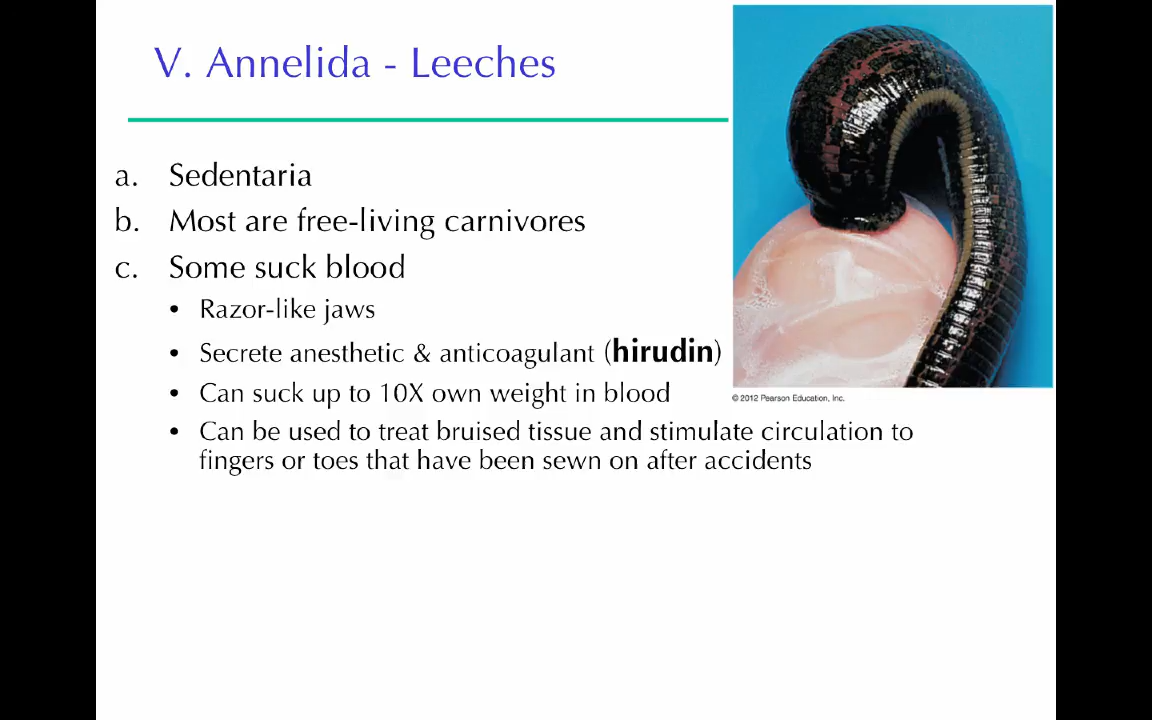 V. Annelida - Leeches
a. Sedentaria
b. Most are free-living carnivores
c. Some suck blood
• Razor-like jaws
• Secrete anesthetic & anticoagulant (hirudin)
• Can suck up to 10X own weight in blood
© 2012 Pearson Education, Inc.
• Can be used to treat bruised tissue and stimulate circulation to
fingers or toes that have been sewn on after accidents